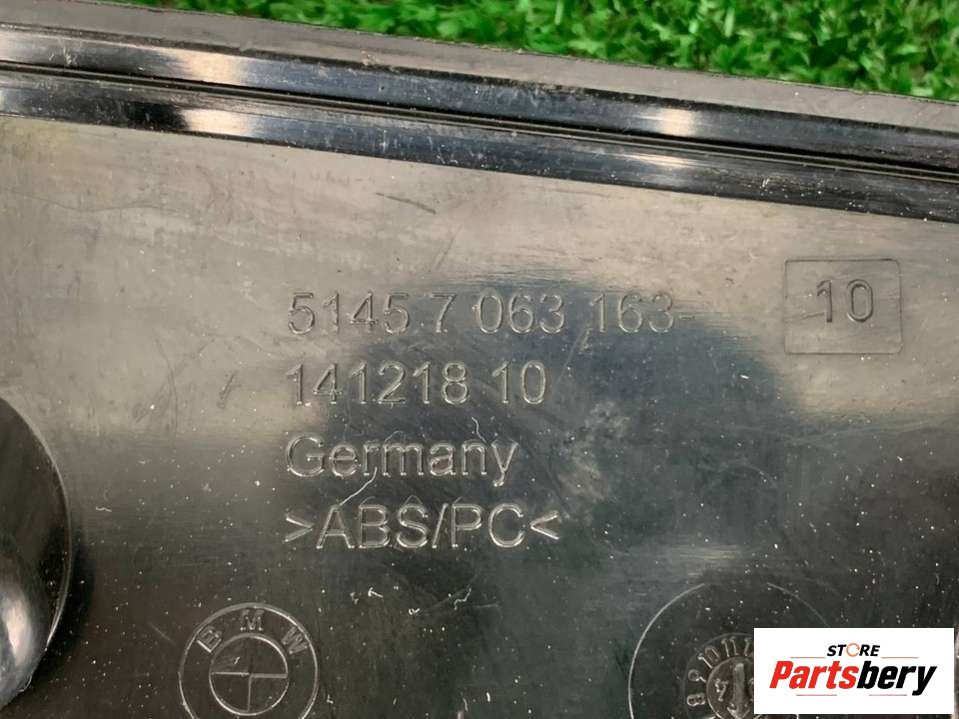 5145 7 063 163-
10
141218 10
Germany
>ABS/PC<
BMW
STORE
Partsbery